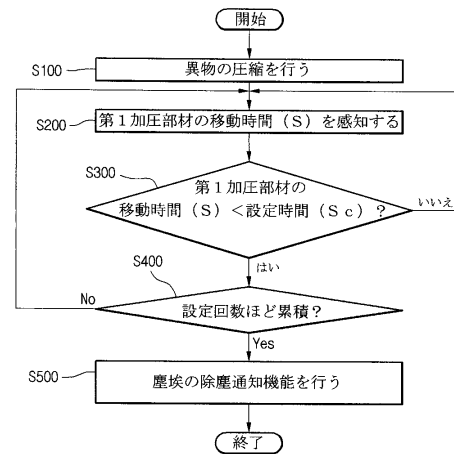 開始
S100
異物の圧縮を行う
S200
第1加圧部材の移動時間(S)を感知する
S300
第1加圧部材の
移動時間(S)<設定時間(Sc)?
いいえ
はい
S400
No
設定回数ほど累積?
Yes
S500
塵埃の除塵通知機能を行う
終了